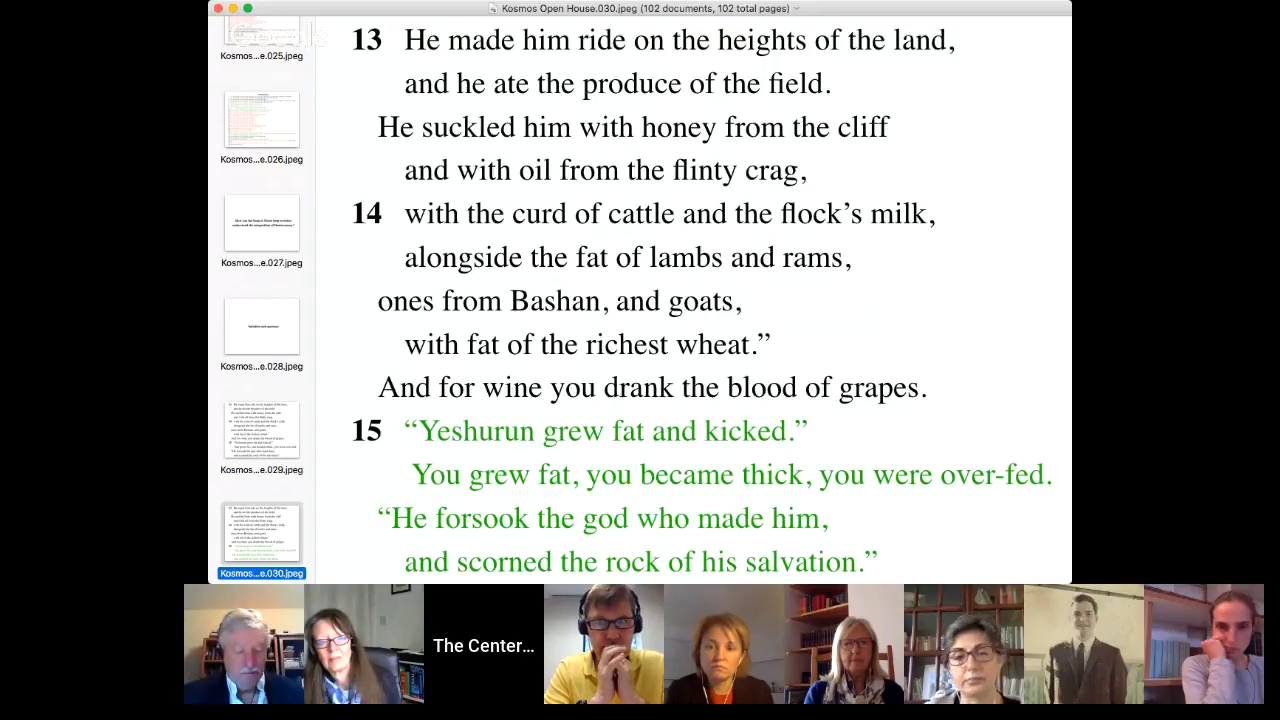 Kosmos Open House.030.jpeg (102 documents, 102 total pages)
Kosmos...e.025.jpeg
Kosmos...e.026.jpeg
Kosmos...e.027.jpeg
Kosmos...e.028.jpeg
Kosmos...e.029.jpeg
Kosmos...e.030.jpeg
13 He made him ride on the heights of the land,
and he ate the produce of the field.
He suckled him with honey from the cliff
and with oil from the flinty crag,
14 with the curd of cattle and the flock’s milk,
alongside the fat of lambs and rams,
ones from Bashan, and goats,
with fat of the richest wheat.”
And for wine you drank the blood of grapes.
15 “Yeshurun grew fat and kicked.”
You grew fat, you became thick, you were over-fed.
“He forsook the god who made him,
and scorned the rock of his salvation.”
The Center...